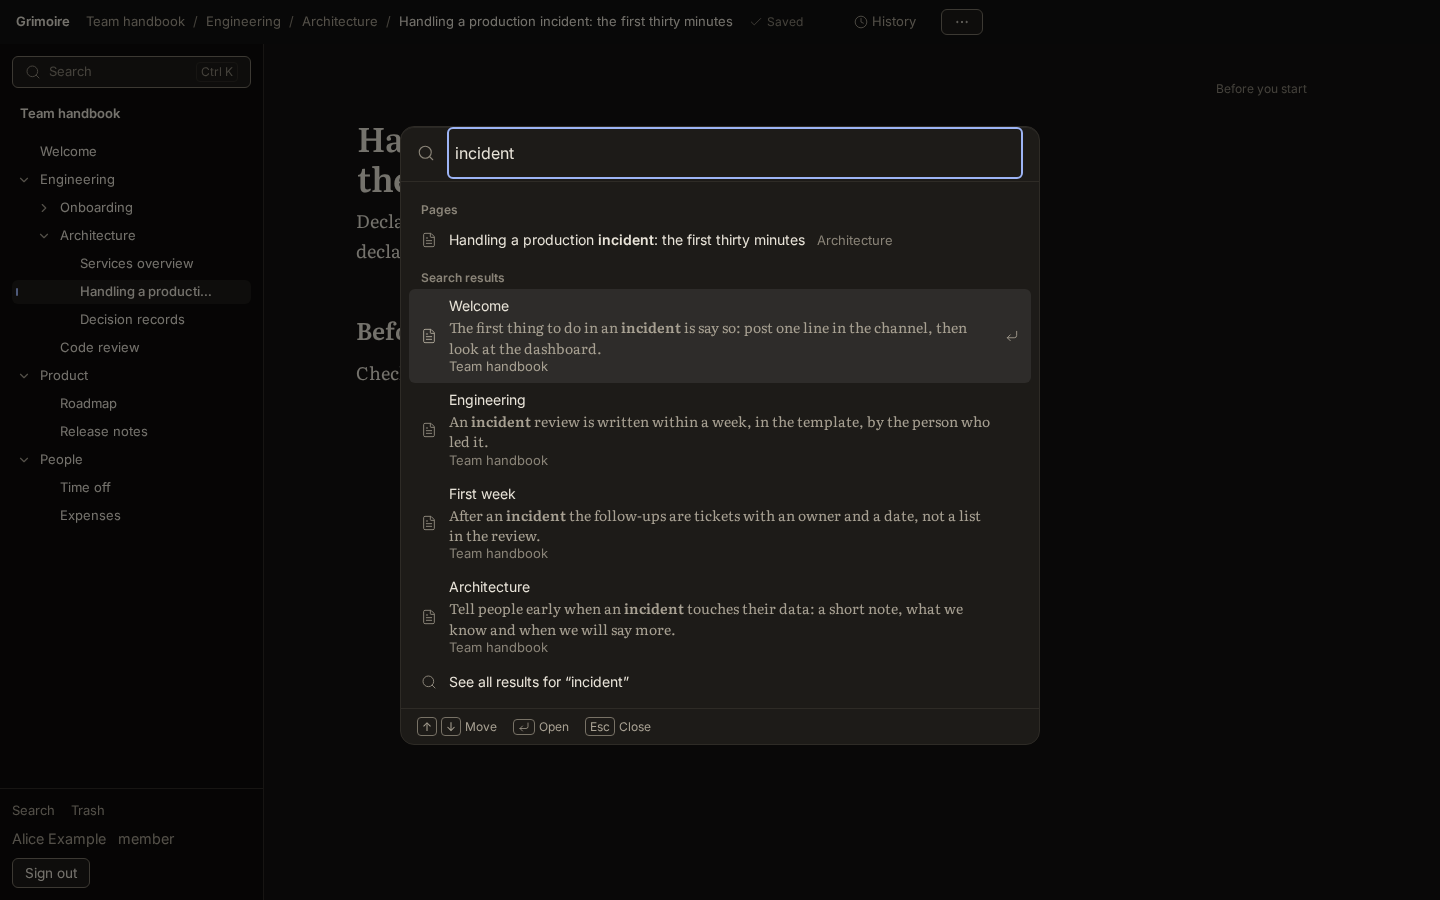 Grimoire Team handbook / Engineering / Architecture / Handling a production incident: the first thirty minutes Saved History ...
Search Ctrl K
Before you start
Team handbook
Welcome
Engineering
Onboarding
Architecture
Services overview
Handling a producti...
Decision records
Code review
Product
Roadmap
Release notes
People
Time off
Expenses
Search Trash
Alice Example member
Sign out
Ha
the
Decla
decla
Befo
Chec
incident
Pages
Handling a production incident: the first thirty minutes Architecture
Search results
Welcome
The first thing to do in an incident is say so: post one line in the channel, then
look at the dashboard.
Team handbook
Engineering
An incident review is written within a week, in the template, by the person who
led it.
Team handbook
First week
After an incident the follow-ups are tickets with an owner and a date, not a list
in the review.
Team handbook
Architecture
Tell people early when an incident touches their data: a short note, what we
know and when we will say more.
Team handbook
See all results for “incident”
Move Open Esc Close